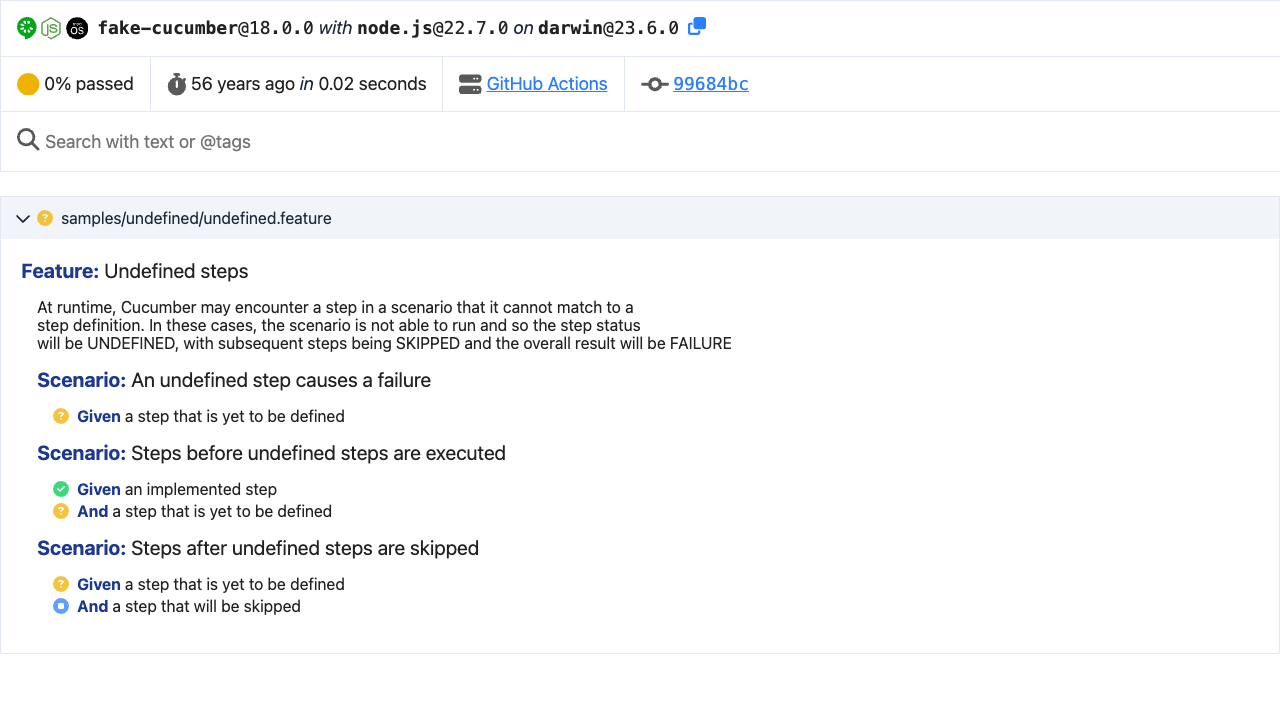 fake-cucumber@18.0.0 with node.js@22.7.0 on darwin@23.6.0
0% passed
56 years ago in 0.02 seconds
GitHub Actions
99684bc
Search with text or @tags
samples/undefined/undefined.feature
Feature: Undefined steps
At runtime, Cucumber may encounter a step in a scenario that it cannot match to a
step definition. In these cases, the scenario is not able to run and so the step status
will be UNDEFINED, with subsequent steps being SKIPPED and the overall result will be FAILURE
Scenario: An undefined step causes a failure
Given a step that is yet to be defined
Scenario: Steps before undefined steps are executed
Given an implemented step
And a step that is yet to be defined
Scenario: Steps after undefined steps are skipped
Given a step that is yet to be defined
And a step that will be skipped